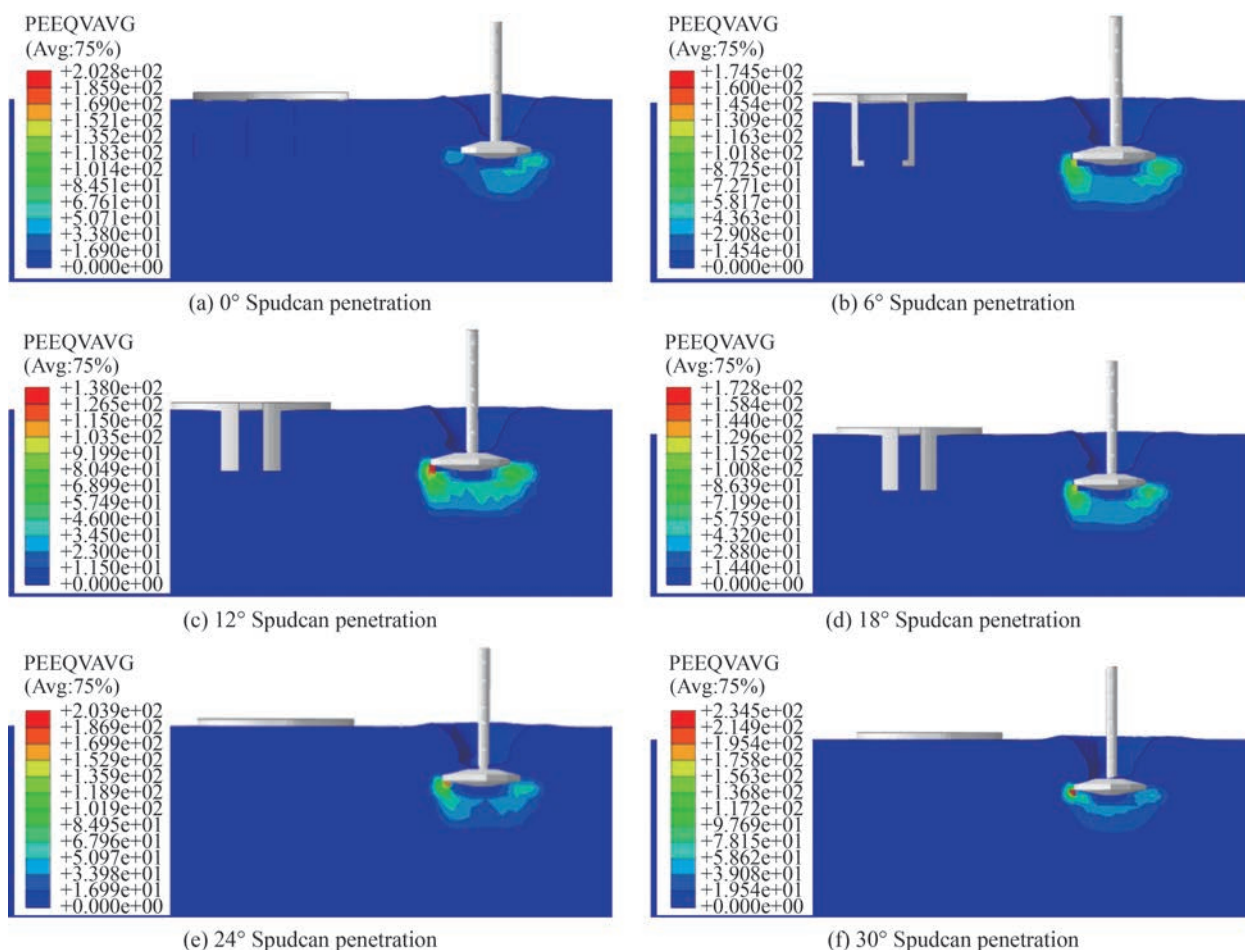 PEEQVAVG
(Avg:75%)
+2.028e+02
+1.859e+02
+1.690e+02
+1.521e+02
+1.352e+02
+1.183e+02
+1.014e+02
+8.451e+01
+6.761e+01
+5.071e+01
+3.380e+01
+1.690e+01
+0.000e+00
(a) 0° Spudcan penetration
PEEQVAVG
(Avg:75%)
+1.745e+02
+1.600e+02
+1.454e+02
+1.309e+02
+1.163e+02
+1.018e+02
+8.725e+01
+7.271e+01
+5.817e+01
+4.363e+01
+2.908e+01
+1.454e+01
+0.000e+00
(b) 6° Spudcan penetration
PEEQVAVG
(Avg:75%)
+1.380e+02
+1.265e+02
+1.150e+02
+1.035e+02
+9.199e+01
+8.049e+01
+6.899e+01
+5.749e+01
+4.600e+01
+3.450e+01
+2.300e+01
+1.150e+01
+0.000e+00
(c) 12° Spudcan penetration
PEEQVAVG
(Avg:75%)
+1.728e+02
+1.584e+02
+1.440e+02
+1.296e+02
+1.152e+02
+1.008e+02
+8.639e+01
+7.199e+01
+5.759e+01
+4.320e+01
+2.880e+01
+1.440e+01
+0.000e+00
(d) 18° Spudcan penetration
PEEQVAVG
(Avg:75%)
+2.039e+02
+1.869e+02
+1.699e+02
+1.529e+02
+1.359e+02
+1.189e+02
+1.019e+02
+8.495e+01
+6.796e+01
+5.097e+01
+3.398e+01
+1.699e+01
+0.000e+00
(e) 24° Spudcan penetration
PEEQVAVG
(Avg:75%)
+2.345e+02
+2.149e+02
+1.954e+02
+1.758e+02
+1.563e+02
+1.368e+02
+1.172e+02
+9.769e+01
+7.815e+01
+5.862e+01
+3.908e+01
+1.954e+01
+0.000e+00
(f) 30° Spudcan penetration